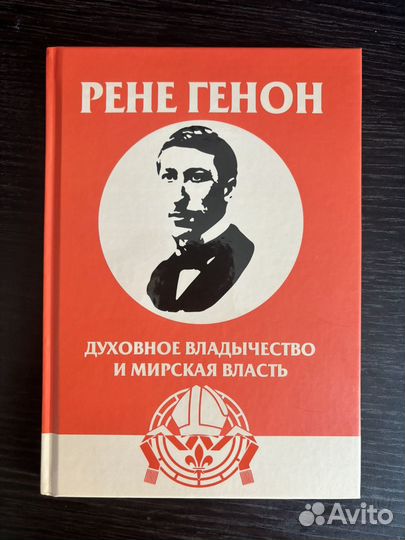 РЕНЕ ГЕНОН
ДУХОВНОЕ ВЛАДЫЧЕСТВО
И МИРСКАЯ ВЛАСТЬ
Avito